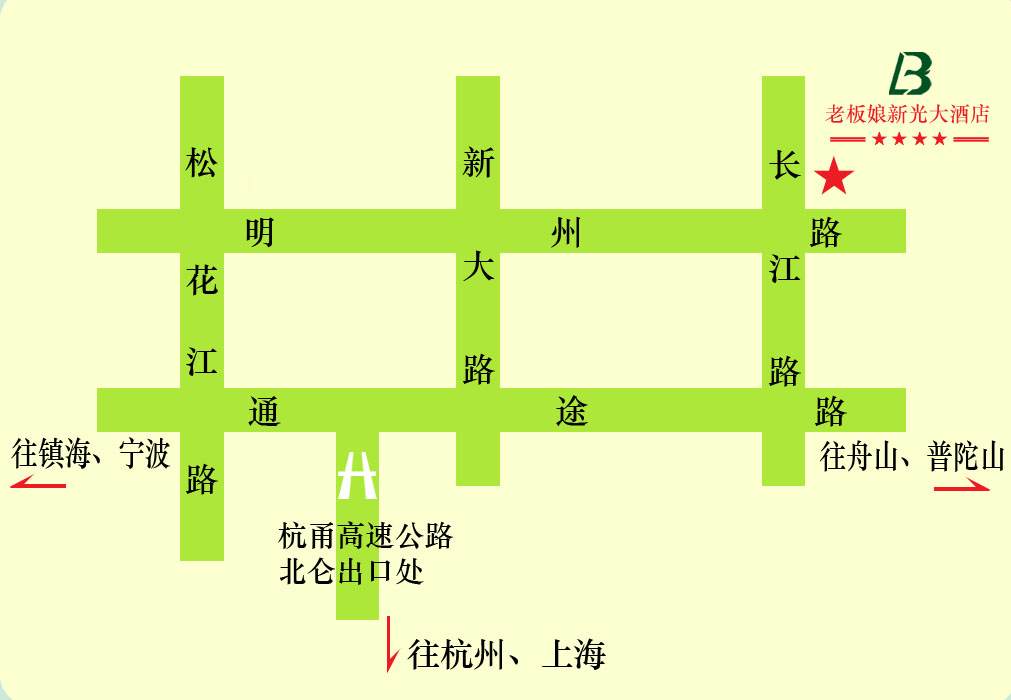 B
老板娘新光大酒店
松花江路
新大路
长江路
明州路
通途路
往镇海、宁波
往舟山、普陀山
杭甬高速公路
北仑出口处
往杭州、上海